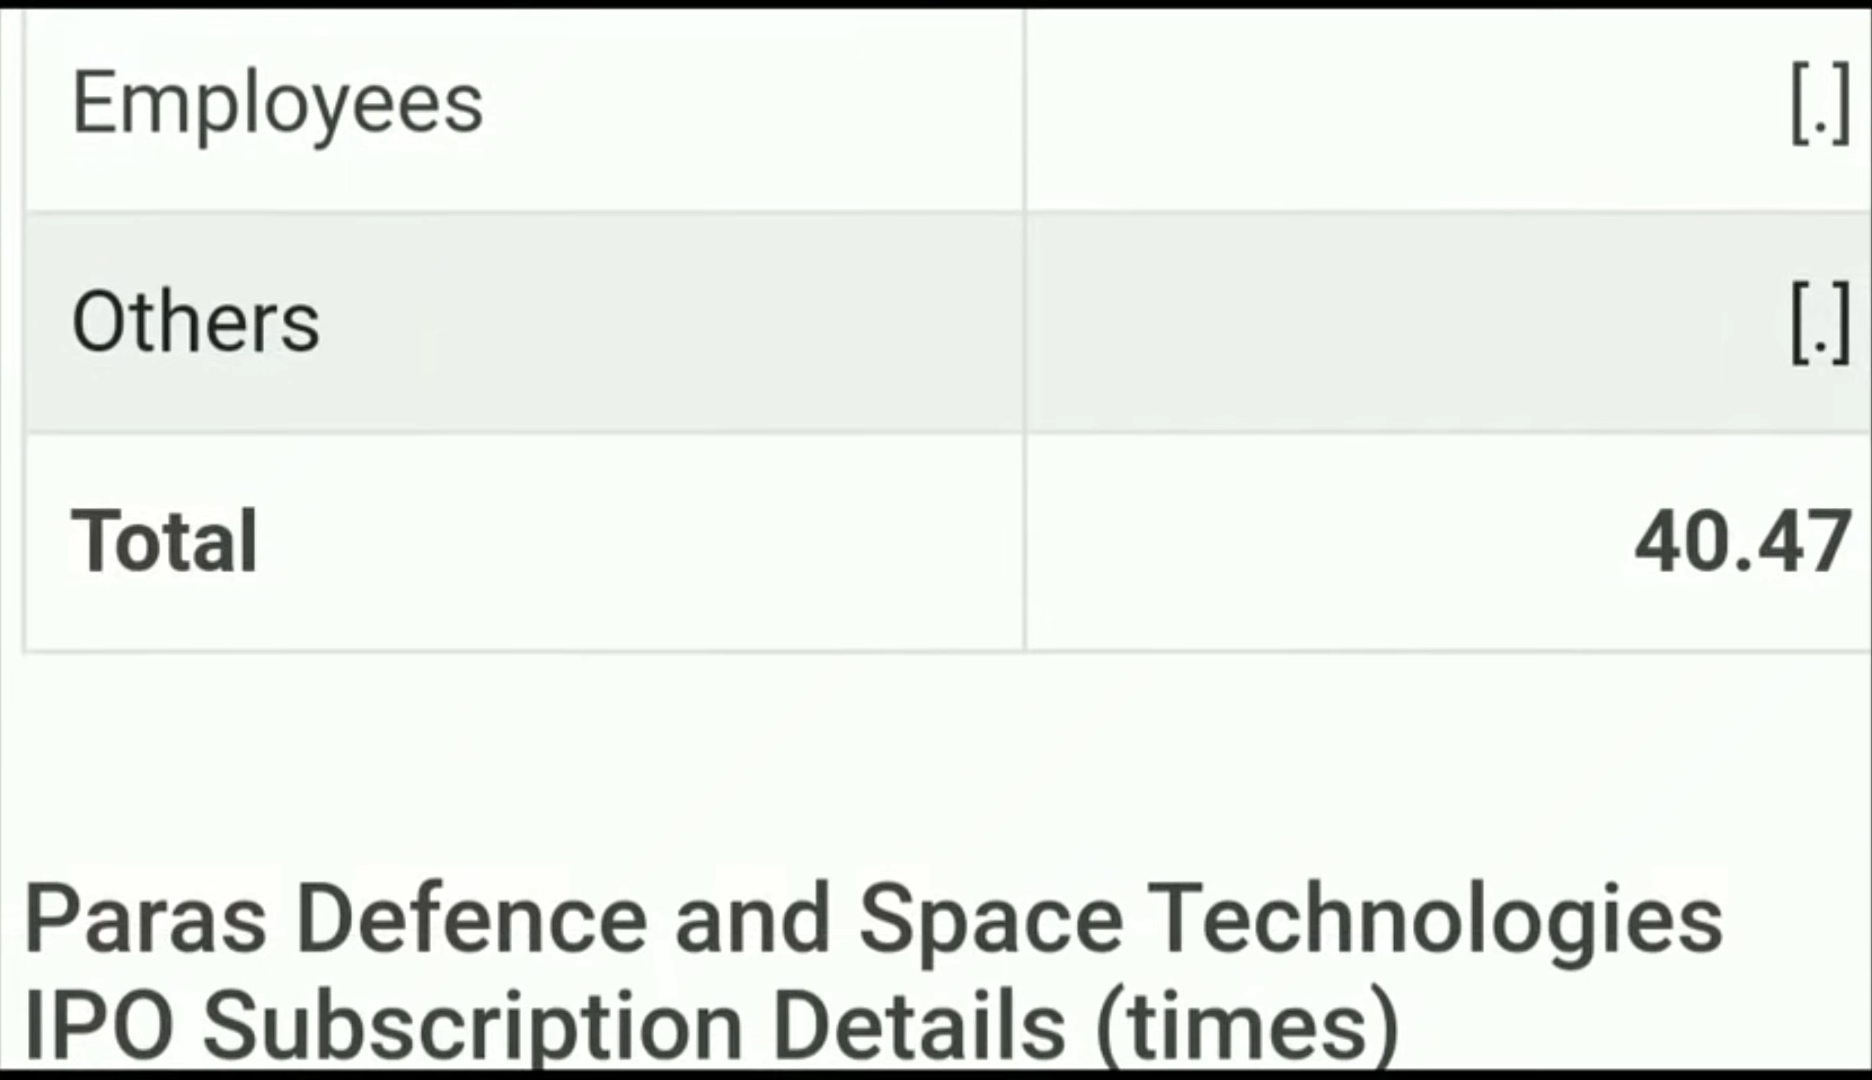 Employees [.]
Others [.]
Total 40.47
Paras Defence and Space Technologies
IPO Subscription Details (times)